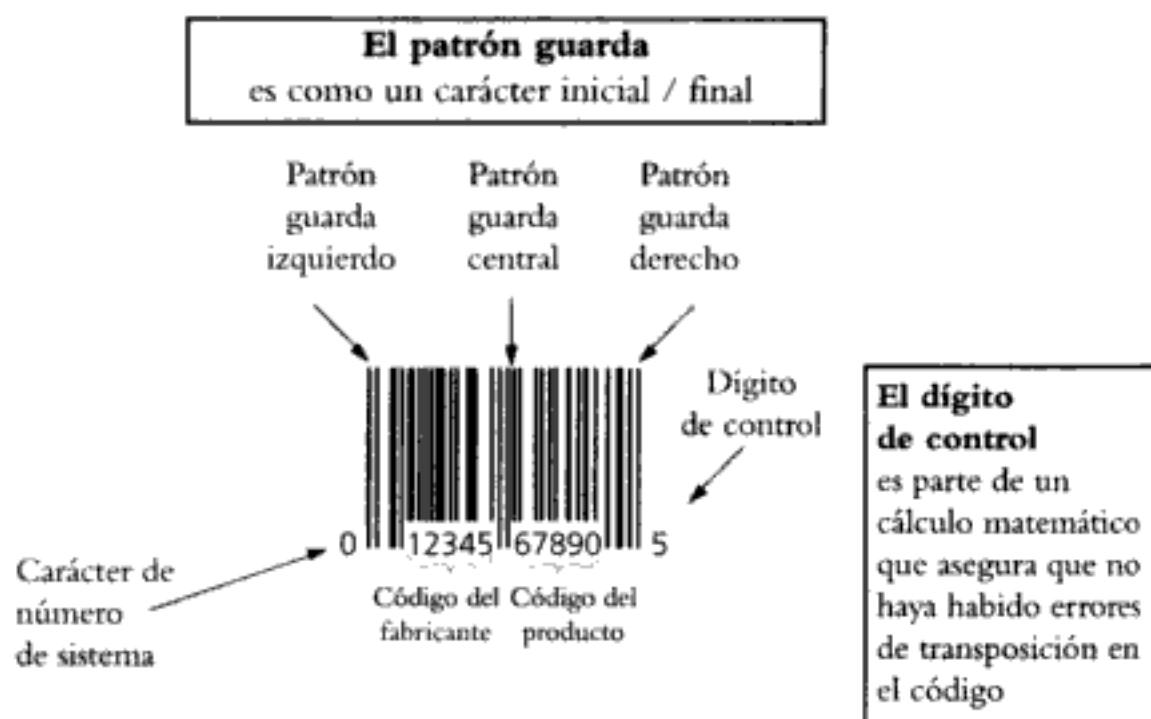 El patrón guarda
es como un carácter inicial / final
Patrón
guarda
izquierdo
Patrón
guarda
central
Patrón
guarda
derecho
Dígito
de control
El dígito
de control
es parte de un
cálculo matemático
que asegura que no
haya habido errores
de transposición en
el código
0 12345 67890 5
Carácter de
número
de sistema
Código del
fabricante
Código del
producto